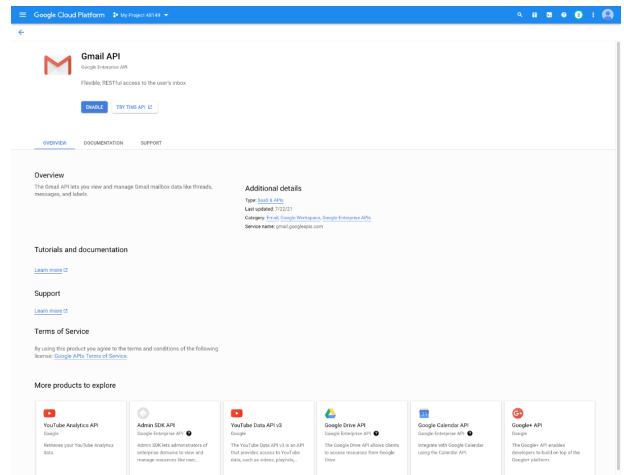 Google Cloud Platform
My Project 48149
Gmail API
Google Enterprise API
Flexible, RESTful access to the user's inbox
ENABLE
TRY THIS API
OVERVIEW
DOCUMENTATION
SUPPORT
Overview
The Gmail API lets you view and manage Gmail mailbox data like threads,
messages, and labels.
Additional details
Type: SaaS & APIs
Last updated: 7/22/21
Category: Email, Google Workspace, Google Enterprise APIs
Service name: gmail.googleapis.com
Tutorials and documentation
Learn more
Support
Learn more
Terms of Service
By using this product you agree to the terms and conditions of the following
license: Google APIs Terms of Service.
More products to explore
YouTube Analytics API
Google
Retrieves your YouTube Analytics
data.
Admin SDK API
Google Enterprise API
Admin SDK lets administrators of
enterprise domains to view and
manage resources like user,...
YouTube Data API v3
Google
The YouTube Data API v3 is an API
that provides access to YouTube
data, such as videos, playlists,...
Google Drive API
Google Enterprise API
The Google Drive API allows clients
to access resources from Google
Drive
Google Calendar API
Google Enterprise API
Integrate with Google Calendar
using the Calendar API.
Google+ API
Google
The Google+ API enables
developers to build on top of the
Google+ platform.